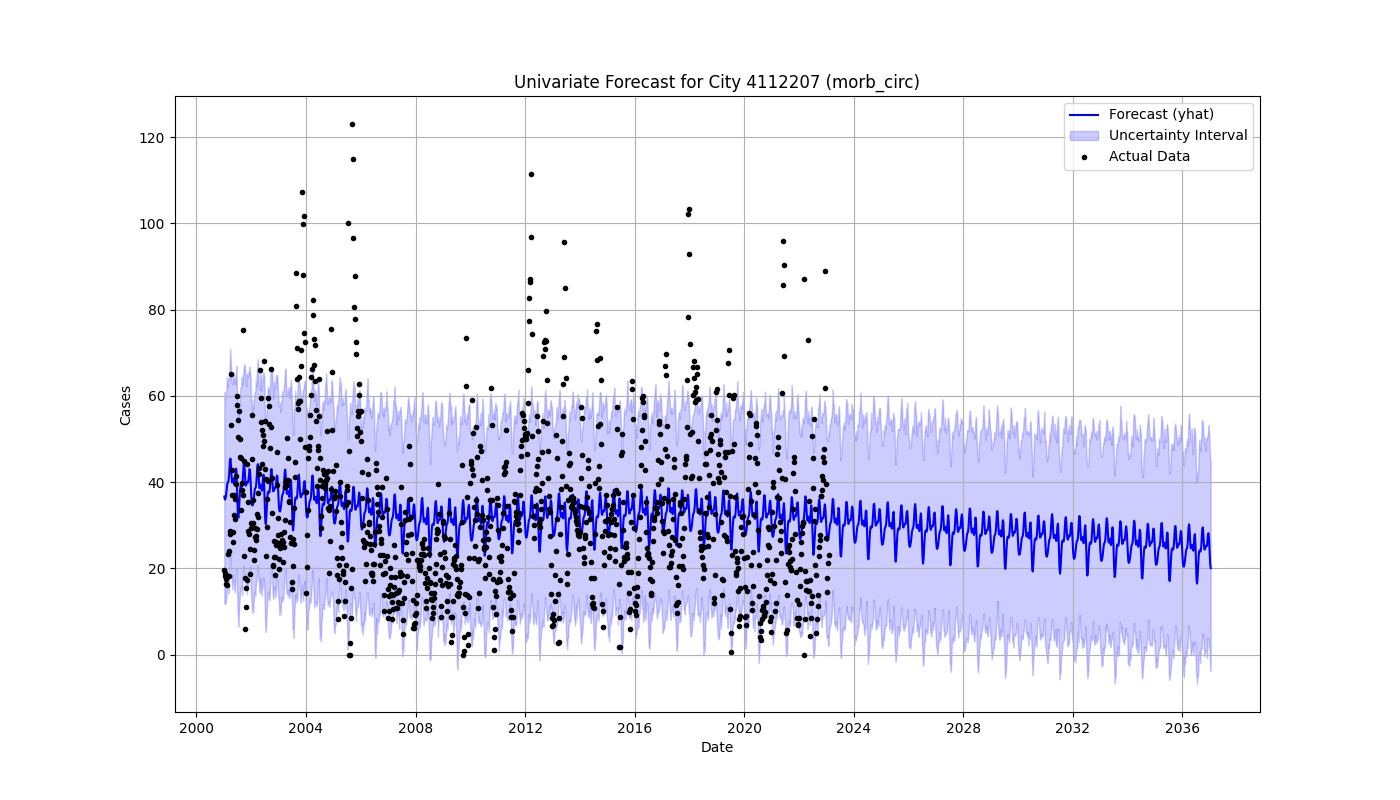 Univariate Forecast for City 4112207 (morb_circ)
Forecast (yhat)
Uncertainty Interval
Actual Data
120
100
80
60
40
20
0
Cases
2000 2004 2008 2012 2016 2020 2024 2028 2032 2036
Date